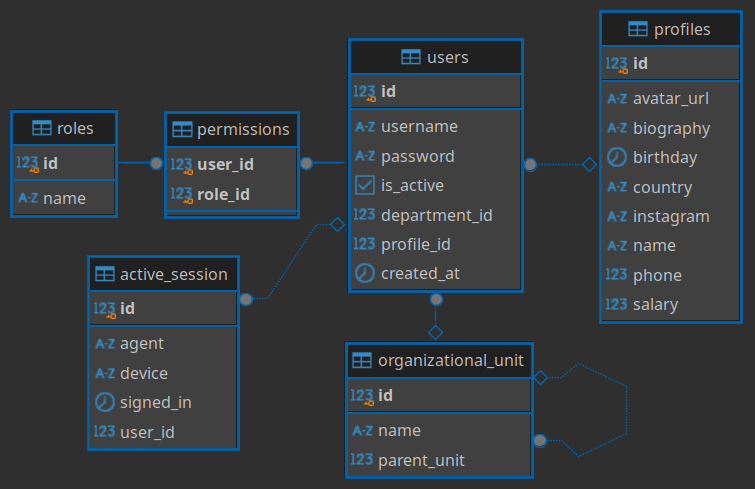 roles
123 id
A-Z name
permissions
123 user_id
123 role_id
users
123 id
A-Z username
A-Z password
is_active
123 department_id
123 profile_id
created_at
profiles
123 id
A-Z avatar_url
A-Z biography
birthday
A-Z country
A-Z instagram
A-Z name
123 phone
123 salary
active_session
123 id
A-Z agent
A-Z device
signed_in
123 user_id
organizational_unit
123 id
A-Z name
123 parent_unit